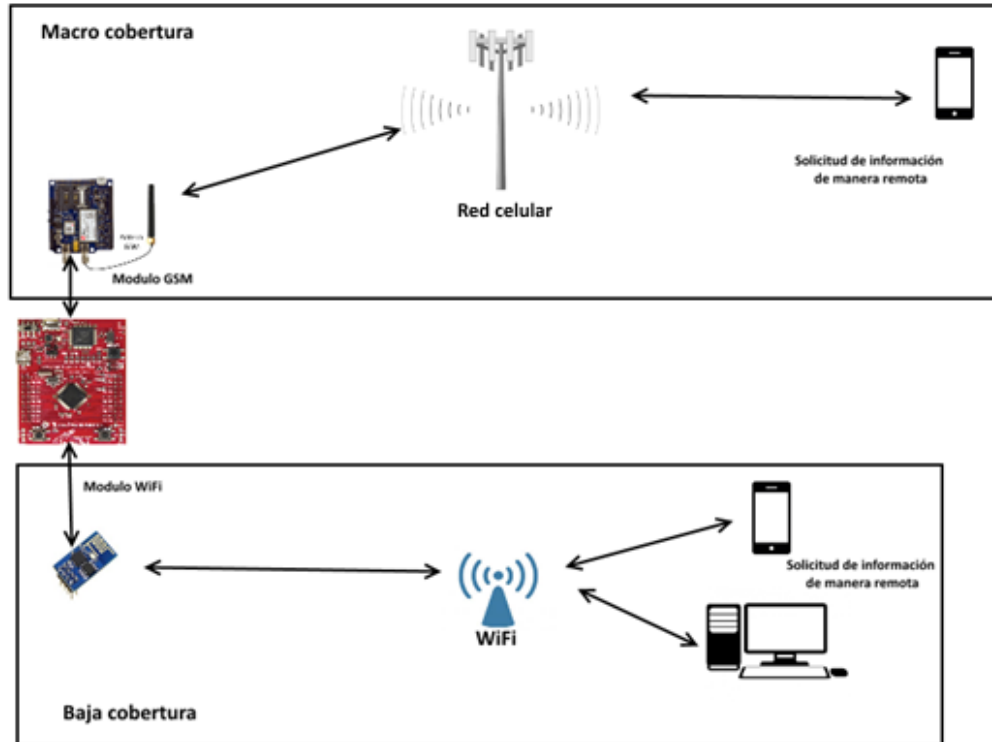 Macro cobertura
Solicitud de información
de manera remota
Red celular
Modulo GSM
Modulo WiFi
Solicitud de información
de manera remota
WiFi
Baja cobertura